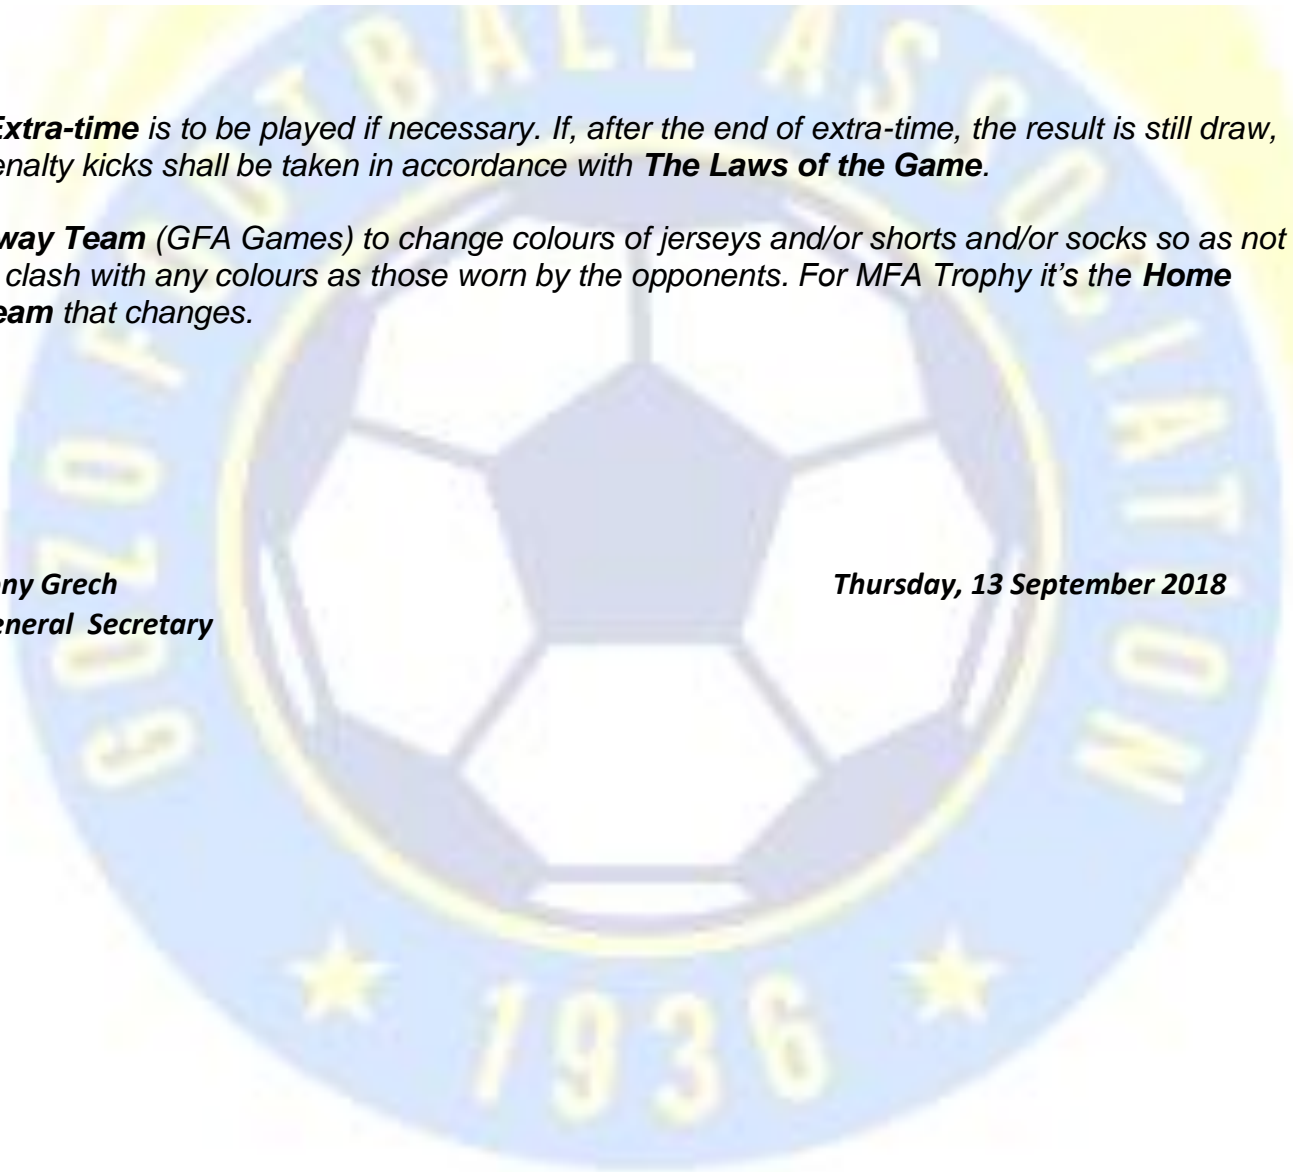 Extra-time is to be played if necessary. If, after the end of extra-time, the result is still draw,
enalty kicks shall be taken in accordance with The Laws of the Game.
way Team (GFA Games) to change colours of jerseys and/or shorts and/or socks so as not
clash with any colours as those worn by the opponents. For MFA Trophy it’s the Home
eam that changes.
ony Grech Thursday, 13 September 2018
eneral Secretary
GOZO FOOTBALL ASSOCIATION
1936